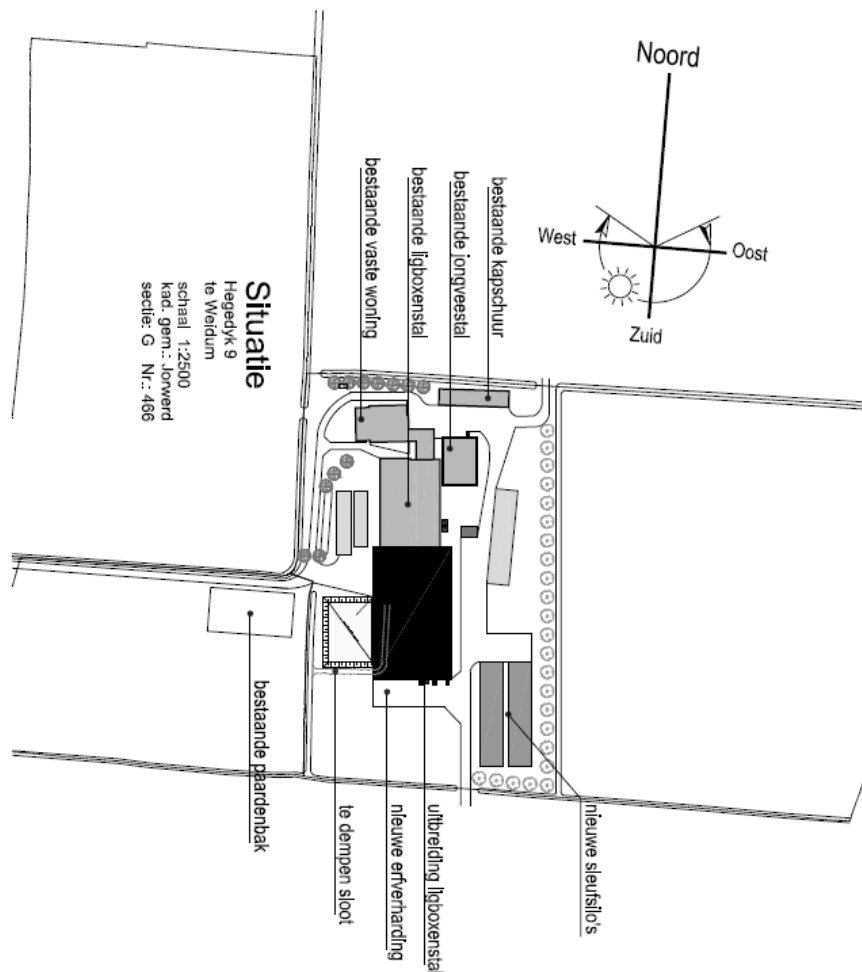 Noord
West
Oost
Zuid
bestaande vaste woning
bestaande ligboxenstal
bestaande jongveestal
bestaande kapschuur
Situatie
Hegedyk 9
te Weidum
schaal 1:2500
kad. gem.: Jorwerd
sectie: G Nr.: 466
bestaande paardenbak
te dempen sloot
nieuwe erfverharding
uitbreiding ligboxenstal
nieuwe sleufsilo's